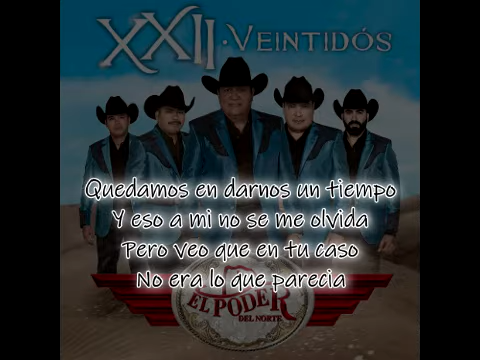 XXII · VEINTIDÓS
Quedamos en darnos un tiempo
Y eso a mi no se me olvida
Pero veo que en tu caso
No era lo que parecia
EL PODER
DEL NORTE